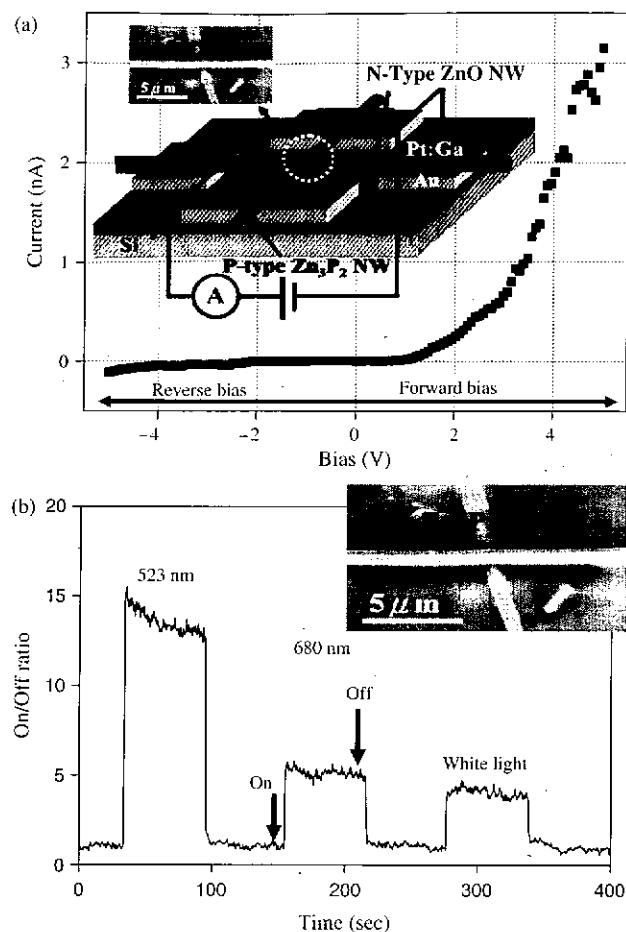 (a)
3
2
1
0
Current (nA)
5 μm
N-Type ZnO NW
Pt:Ga
Au
Si
P-type Zn₃P₂ NW
A
Reverse bias
Forward bias
−4
−2
0
2
4
Bias (V)
(b)
20
15
10
5
0
On/Off ratio
523 nm
5 μm
680 nm
Off
On
White light
0
100
200
300
400
Time (sec)